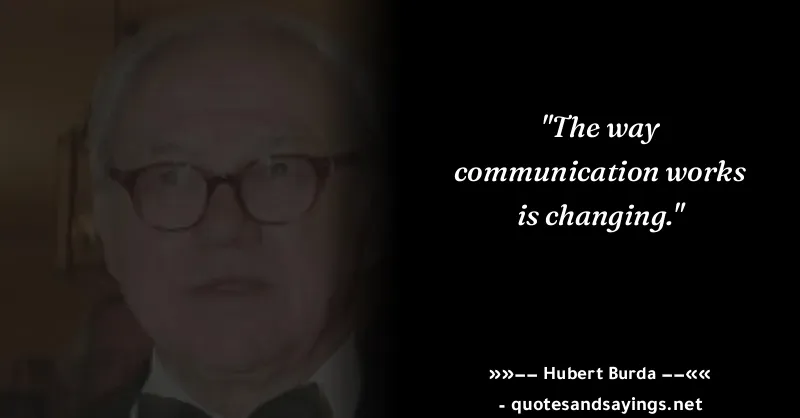 "The way
communication works
is changing."
»»–– Hubert Burda ––««
- quotesandsayings.net